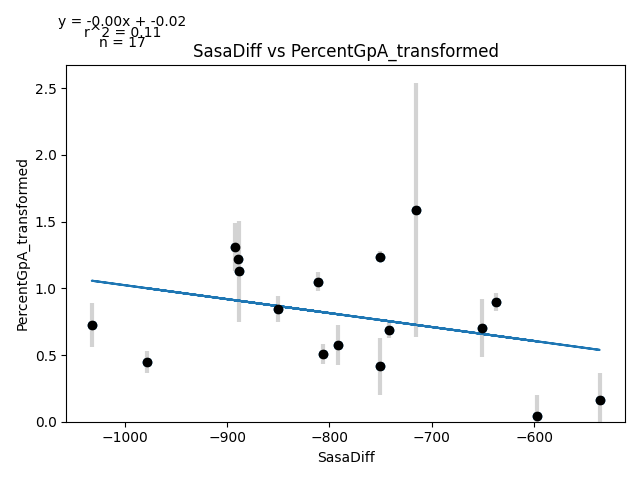 y = -0.00x + -0.02
r^2 = 0.11
n = 17
SasaDiff vs PercentGpA_transformed
PercentGpA_transformed
2.5
2.0
1.5
1.0
0.5
0.0
−1000
−900
−800
−700
−600
SasaDiff